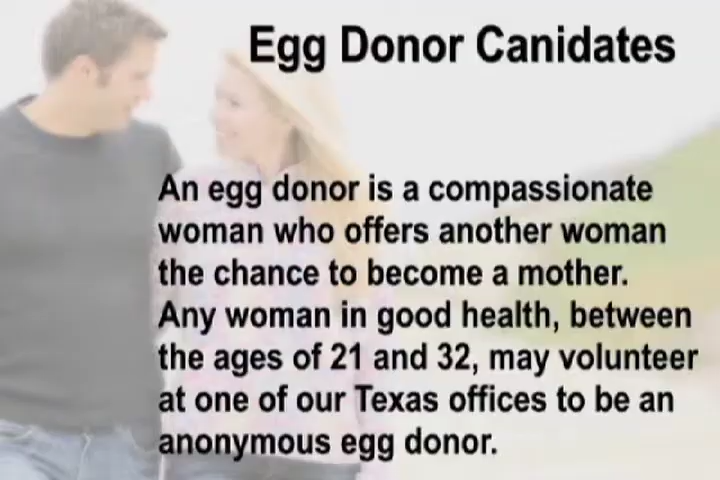 Egg Donor Canidates
An egg donor is a compassionate
woman who offers another woman
the chance to become a mother.
Any woman in good health, between
the ages of 21 and 32, may volunteer
at one of our Texas offices to be an
anonymous egg donor.